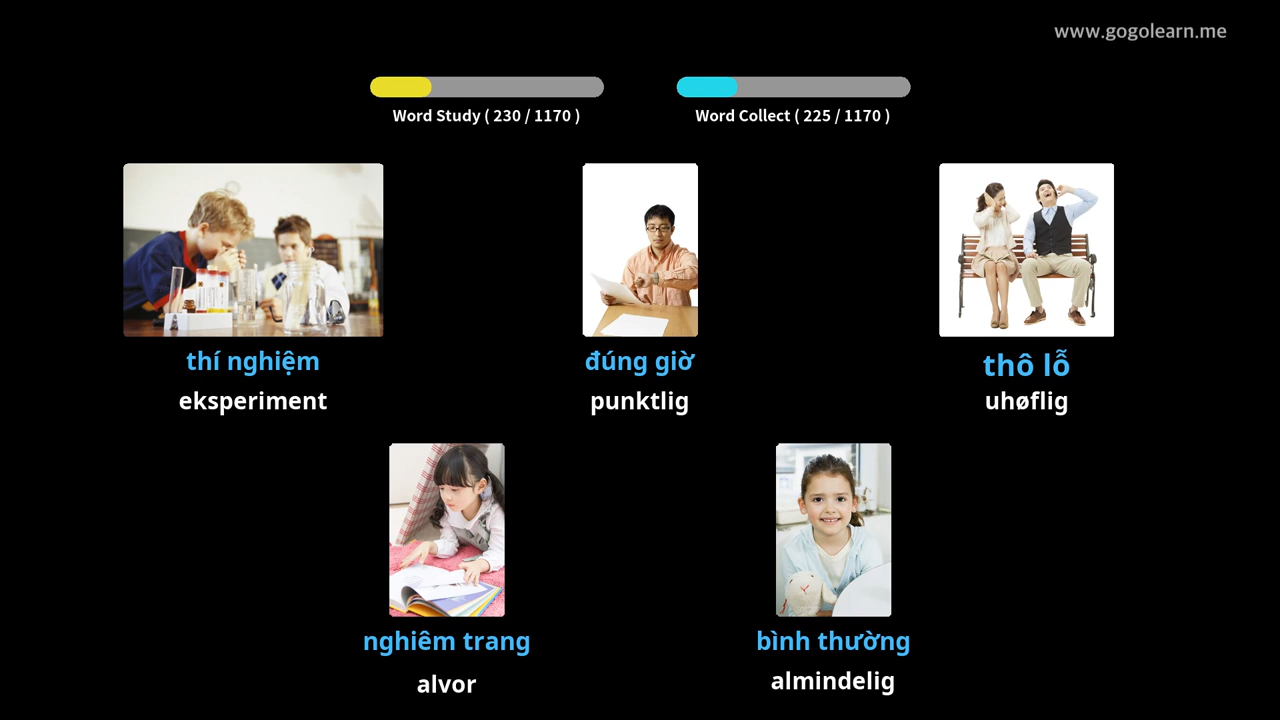 www.gogolearn.me
Word Study ( 230 / 1170 )
Word Collect ( 225 / 1170 )
thí nghiệm
eksperiment
đúng giờ
punktlig
thô lỗ
uhøflig
nghiêm trang
alvor
bình thường
almindelig